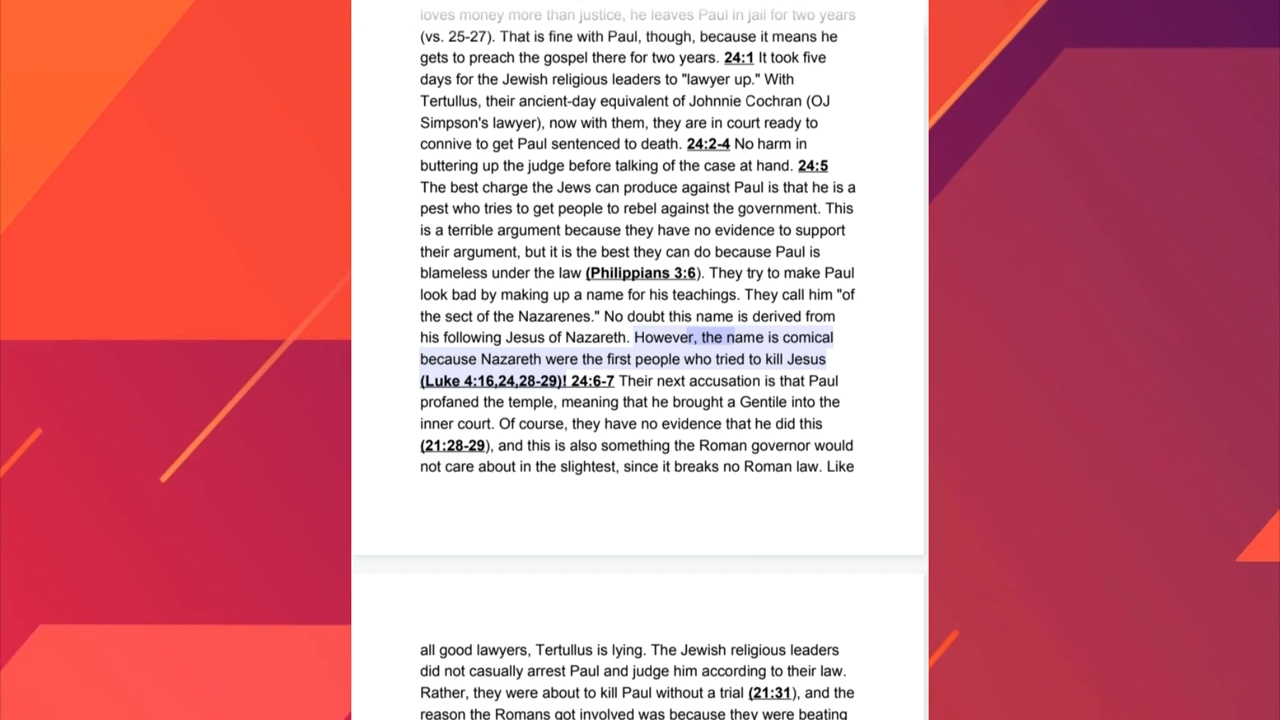 loves money more than justice, he leaves Paul in jail for two years
(vs. 25-27). That is fine with Paul, though, because it means he
gets to preach the gospel there for two years. 24:1 It took five
days for the Jewish religious leaders to "lawyer up." With
Tertullus, their ancient-day equivalent of Johnnie Cochran (OJ
Simpson's lawyer), now with them, they are in court ready to
connive to get Paul sentenced to death. 24:2-4 No harm in
buttering up the judge before talking of the case at hand. 24:5
The best charge the Jews can produce against Paul is that he is a
pest who tries to get people to rebel against the government. This
is a terrible argument because they have no evidence to support
their argument, but it is the best they can do because Paul is
blameless under the law (Philippians 3:6). They try to make Paul
look bad by making up a name for his teachings. They call him "of
the sect of the Nazarenes." No doubt this name is derived from
his following Jesus of Nazareth. However, the name is comical
because Nazareth were the first people who tried to kill Jesus
(Luke 4:16,24,28-29)! 24:6-7 Their next accusation is that Paul
profaned the temple, meaning that he brought a Gentile into the
inner court. Of course, they have no evidence that he did this
(21:28-29), and this is also something the Roman governor would
not care about in the slightest, since it breaks no Roman law. Like
all good lawyers, Tertullus is lying. The Jewish religious leaders
did not casually arrest Paul and judge him according to their law.
Rather, they were about to kill Paul without a trial (21:31), and the
reason the Romans got involved was because they were beating